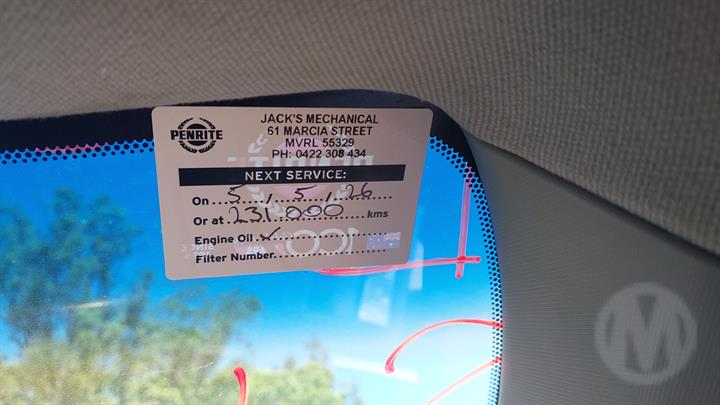 PENRITE
JACK'S MECHANICAL
61 MARCIA STREET
MVRL 55329
PH: 0422 308 434
NEXT SERVICE:
On 5, 5, 26
Or at 231 000 kms
Engine Oil ✓
Filter Number
100
M